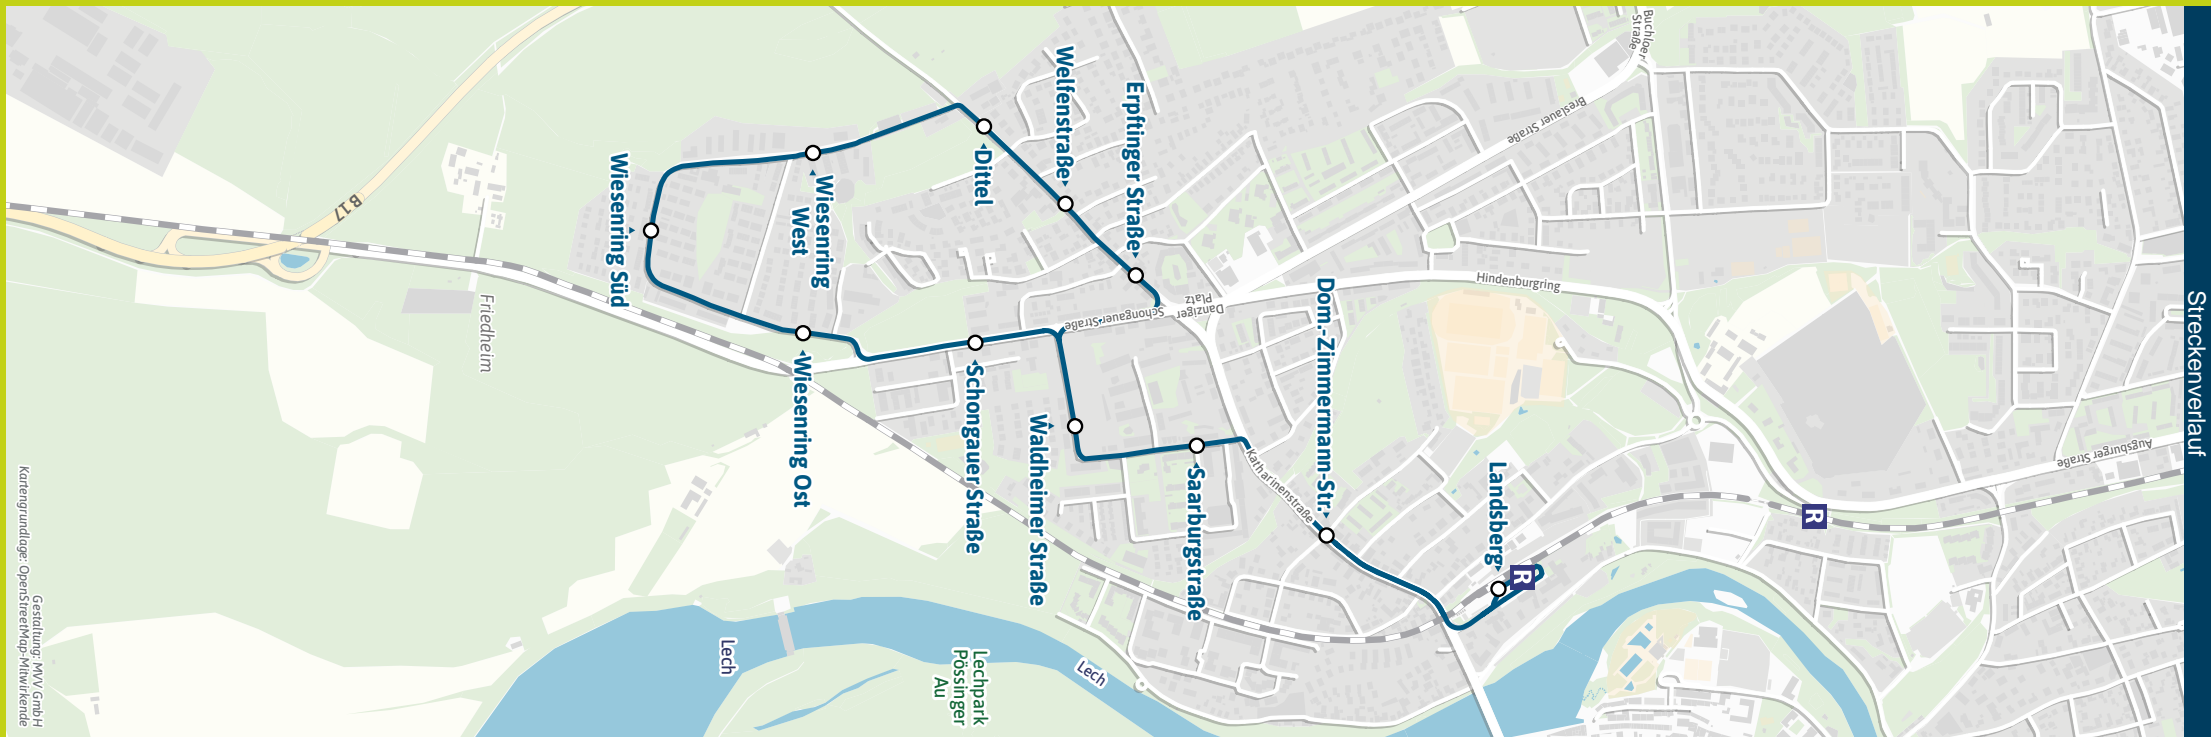 Streckenverlauf
Buchloer
Straße
Breslauer Straße
Augsburger Straße
Hindenburgring
Danziger
Platz
Schongauer Straße
Katharinenstraße
Landsberg
R
R
Dom.-Zimmermann-Str.
Saarburgstraße
Waldheimer Straße
Schongauer Straße
Wiesenring Ost
Wiesenring Süd
Wiesenring
West
Dittel
Welfenstraße
Erpftinger Straße
B 17
Friedheim
Lech
Lech
Lechpark
Pössinger
Au
Gestaltung: MVV GmbH
Kartengrundlage: OpenStreetMap-Mitwirkende